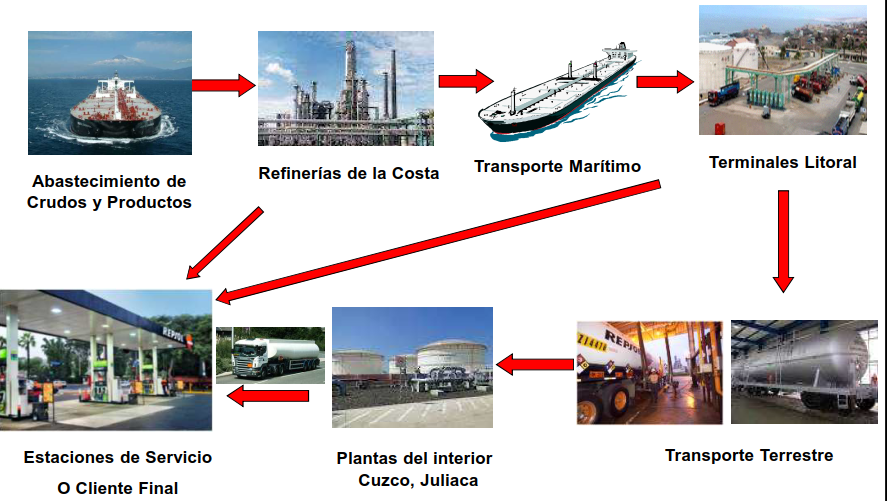 Abastecimiento de
Crudos y Productos
Refinerías de la Costa
Transporte Marítimo
Terminales Litoral
REPSOL
Estaciones de Servicio
O Cliente Final
Plantas del interior
Cuzco, Juliaca
REPSOL
Transporte Terrestre